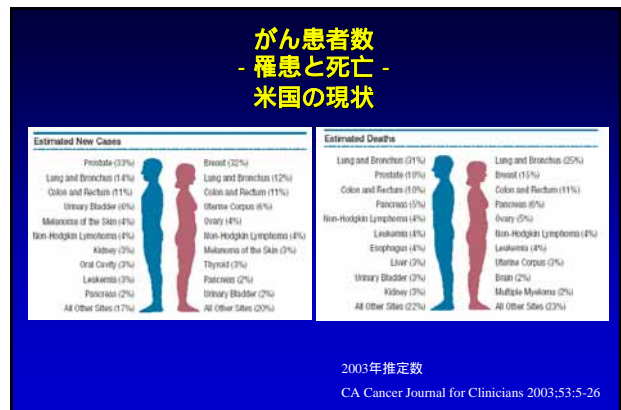 がん患者数
- 罹患と死亡 -
米国の現状
Estimated New Cases
Prostate (33%)
Lung and Bronchus (14%)
Colon and Rectum (11%)
Urinary Bladder (6%)
Melanoma of the Skin (4%)
Non-Hodgkin Lymphoma (4%)
Kidney (3%)
Oral Cavity (3%)
Leukemia (3%)
Pancreas (2%)
All Other Sites (17%)
Breast (32%)
Lung and Bronchus (12%)
Colon and Rectum (11%)
Uterine Corpus (6%)
Ovary (4%)
Non-Hodgkin Lymphoma (4%)
Melanoma of the Skin (3%)
Thyroid (3%)
Pancreas (2%)
Urinary Bladder (2%)
All Other Sites (20%)
Estimated Deaths
Lung and Bronchus (31%)
Prostate (10%)
Colon and Rectum (10%)
Pancreas (5%)
Non-Hodgkin Lymphoma (4%)
Leukemia (4%)
Esophagus (4%)
Liver (3%)
Urinary Bladder (3%)
Kidney (3%)
All Other Sites (22%)
Lung and Bronchus (25%)
Breast (15%)
Colon and Rectum (11%)
Pancreas (6%)
Ovary (5%)
Non-Hodgkin Lymphoma (4%)
Leukemia (4%)
Uterine Corpus (3%)
Brain (2%)
Multiple Myeloma (2%)
All Other Sites (23%)
2003年推定数
CA Cancer Journal for Clinicians 2003;53:5-26